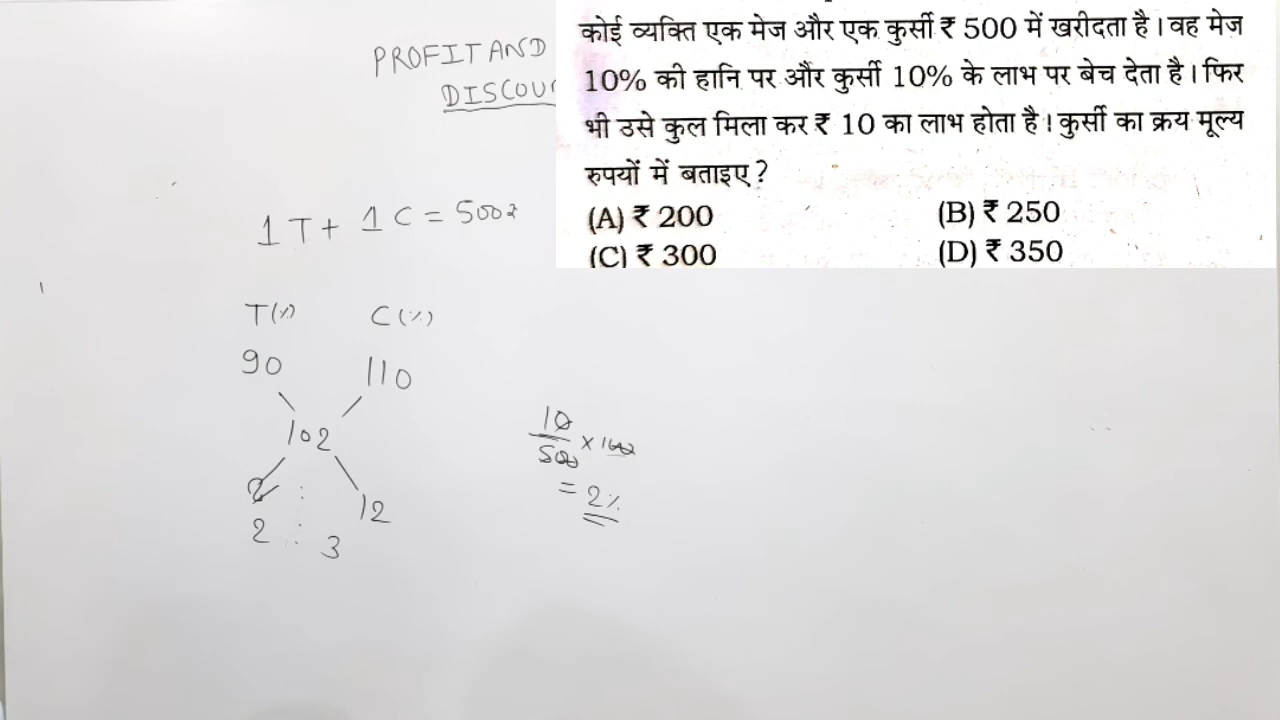 PROFIT AND
DISCOU
कोई व्यक्ति एक मेज और एक कुर्सी ₹ 500 में खरीदता है। वह मेज
10% की हानि पर और कुर्सी 10% के लाभ पर बेच देता है। फिर
भी उसे कुल मिला कर ₹ 10 का लाभ होता है। कुर्सी का क्रय मूल्य
रुपयों में बताइए?
(A) ₹ 200 (B) ₹ 250
(C) ₹ 300 (D) ₹ 350
1T + 1C = 500₹
T(%) C(%)
90 110
102
: 12
2 : 3
10/500 × 100
= 2%